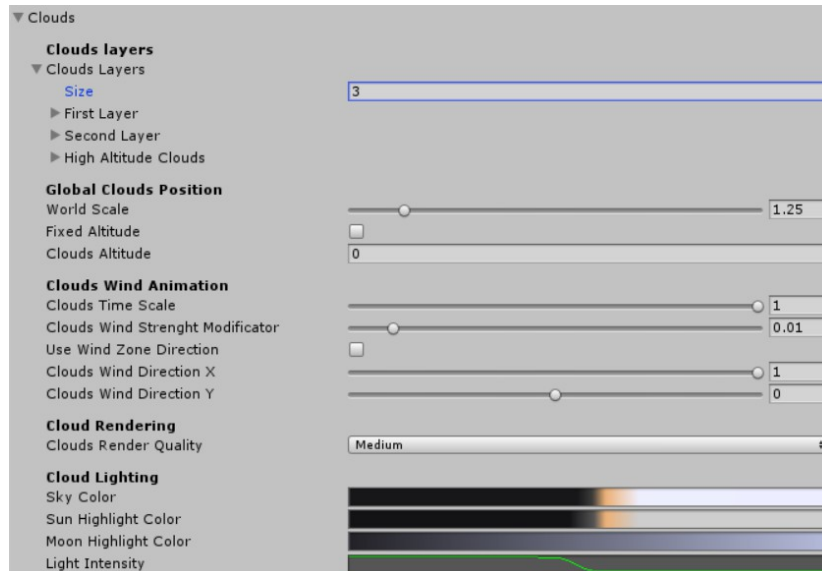 Clouds
Clouds layers
Clouds Layers
Size 3
First Layer
Second Layer
High Altitude Clouds
Global Clouds Position
World Scale 1.25
Fixed Altitude
Clouds Altitude 0
Clouds Wind Animation
Clouds Time Scale 1
Clouds Wind Strenght Modificator 0.01
Use Wind Zone Direction
Clouds Wind Direction X 1
Clouds Wind Direction Y 0
Cloud Rendering
Clouds Render Quality Medium
Cloud Lighting
Sky Color
Sun Highlight Color
Moon Highlight Color
Light Intensity